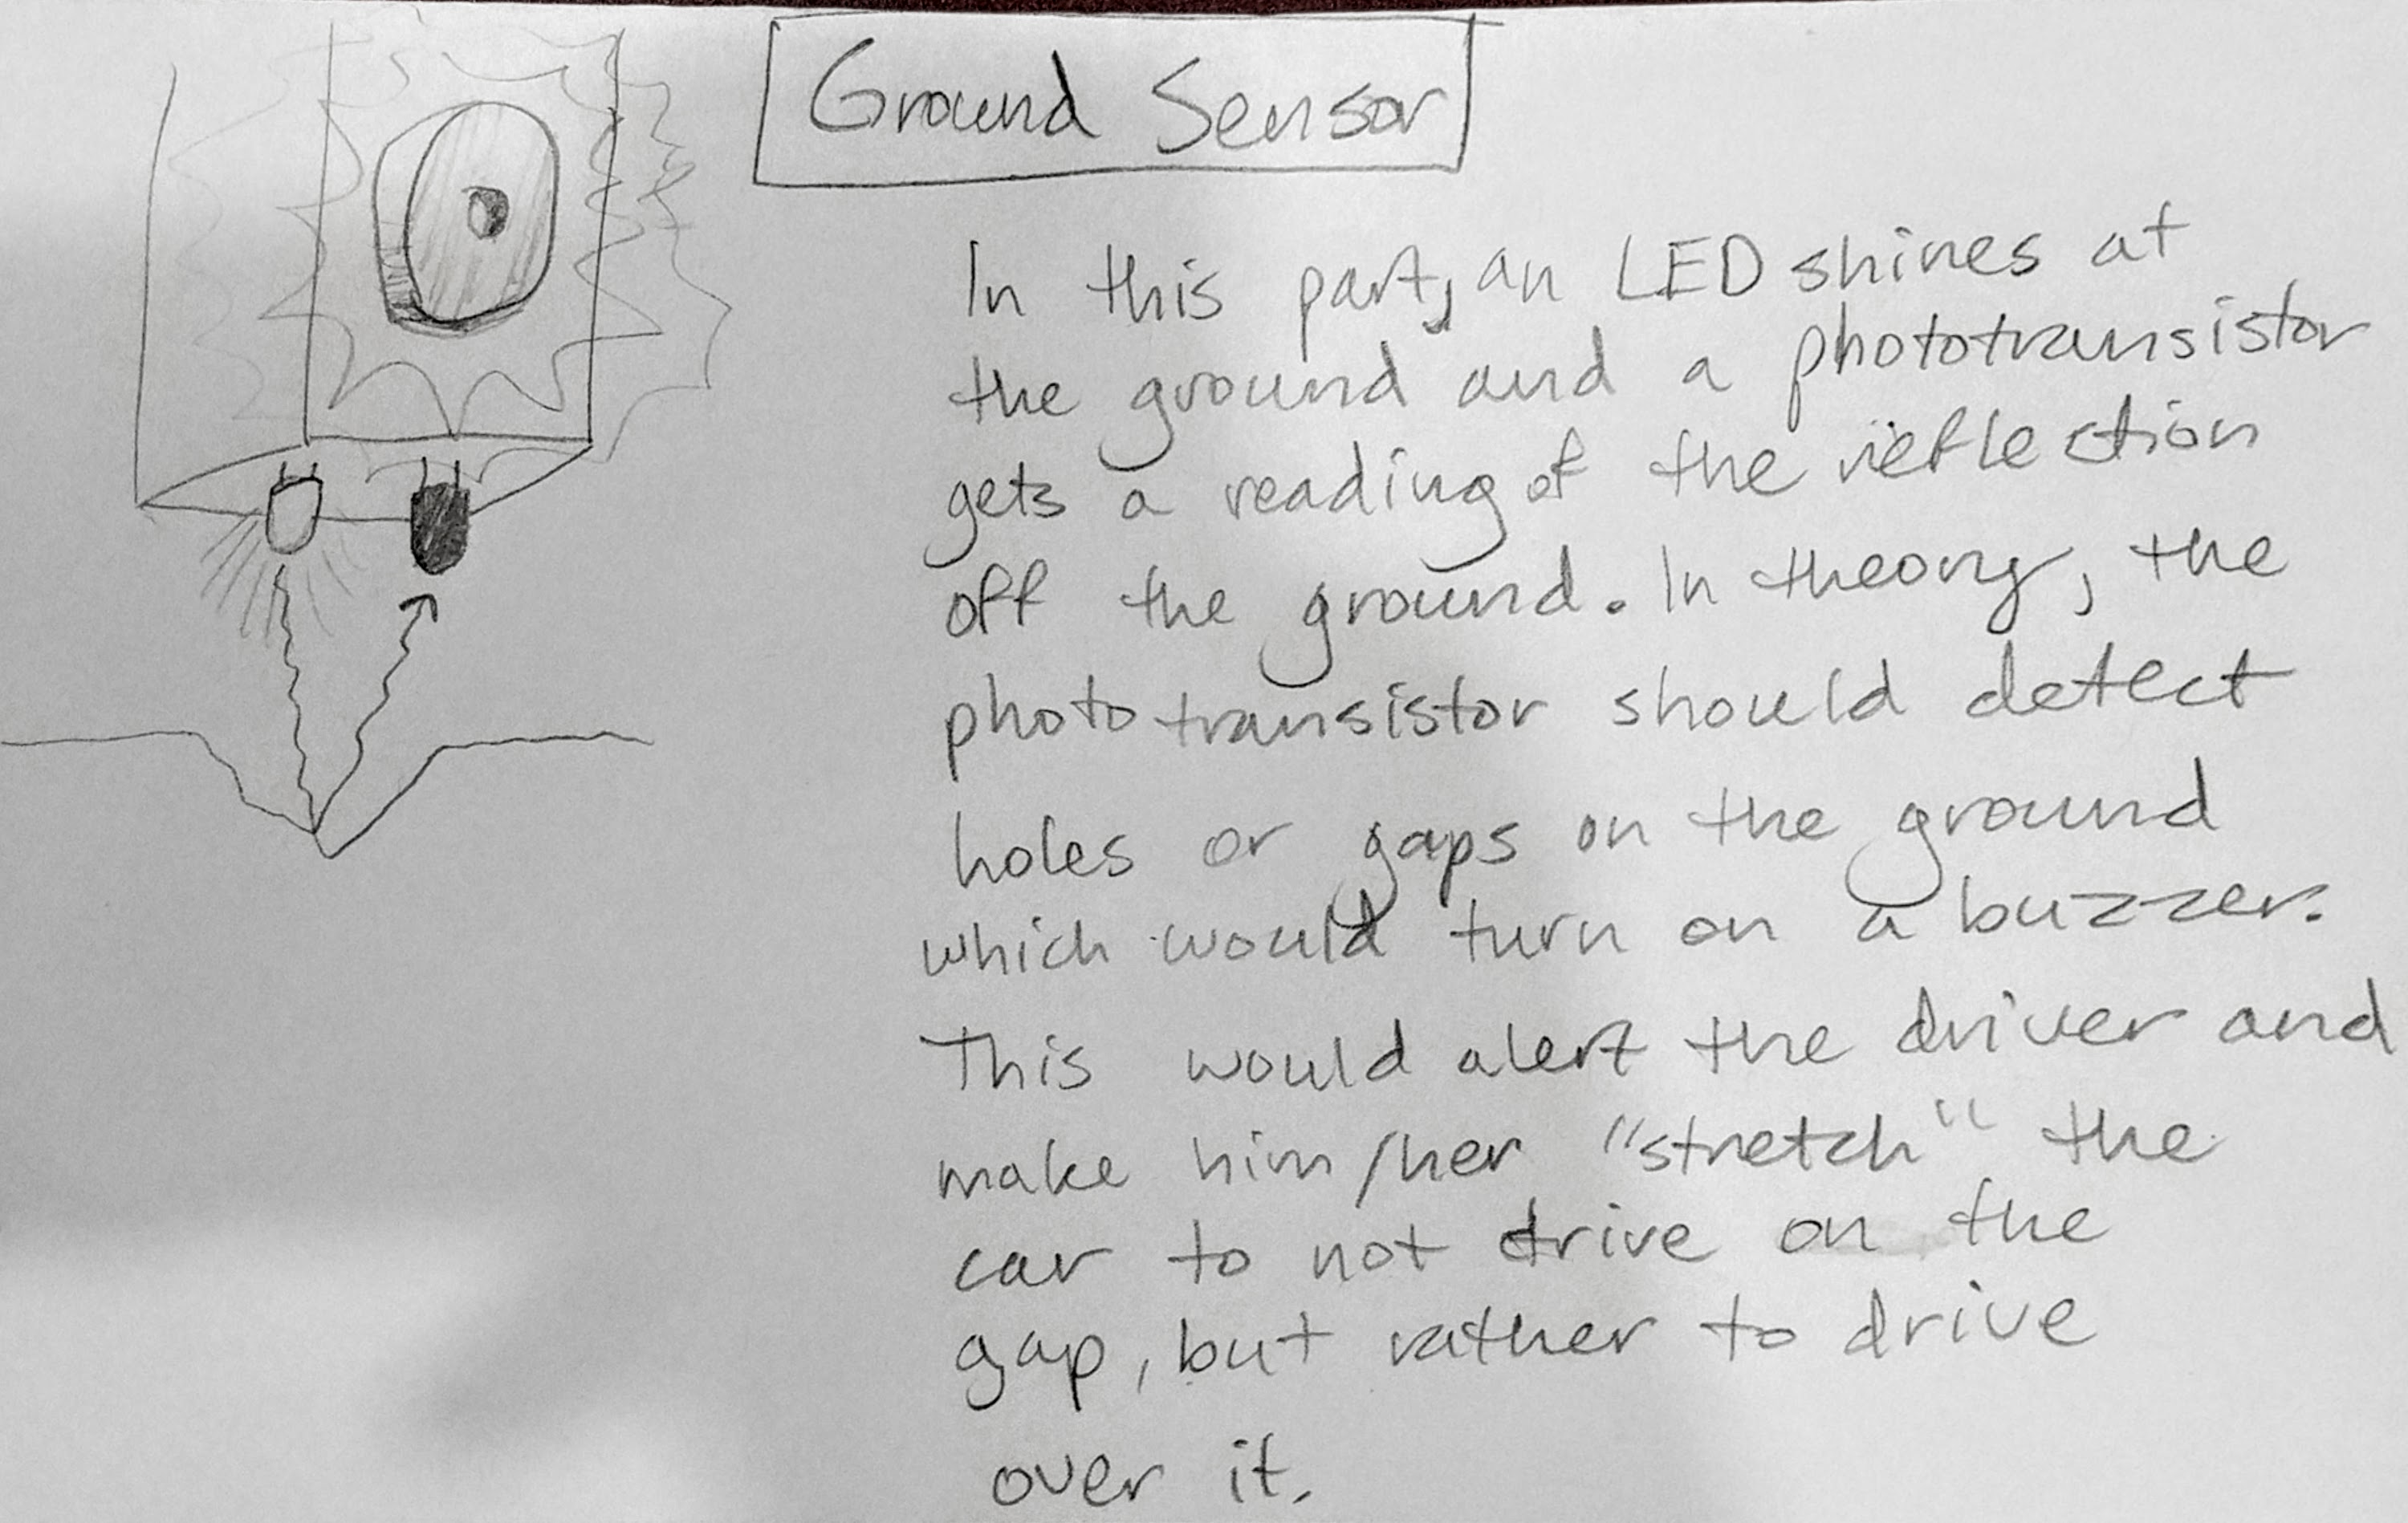 Ground Sensor
In this part, an LED shines at
the ground and a phototransistor
gets a reading of the reflection
off the ground. In theory, the
phototransistor should detect
holes or gaps on the ground
which would turn on a buzzer.
This would alert the driver and
make him/her "stretch" the
car to not drive on the
gap, but rather to drive
over it.